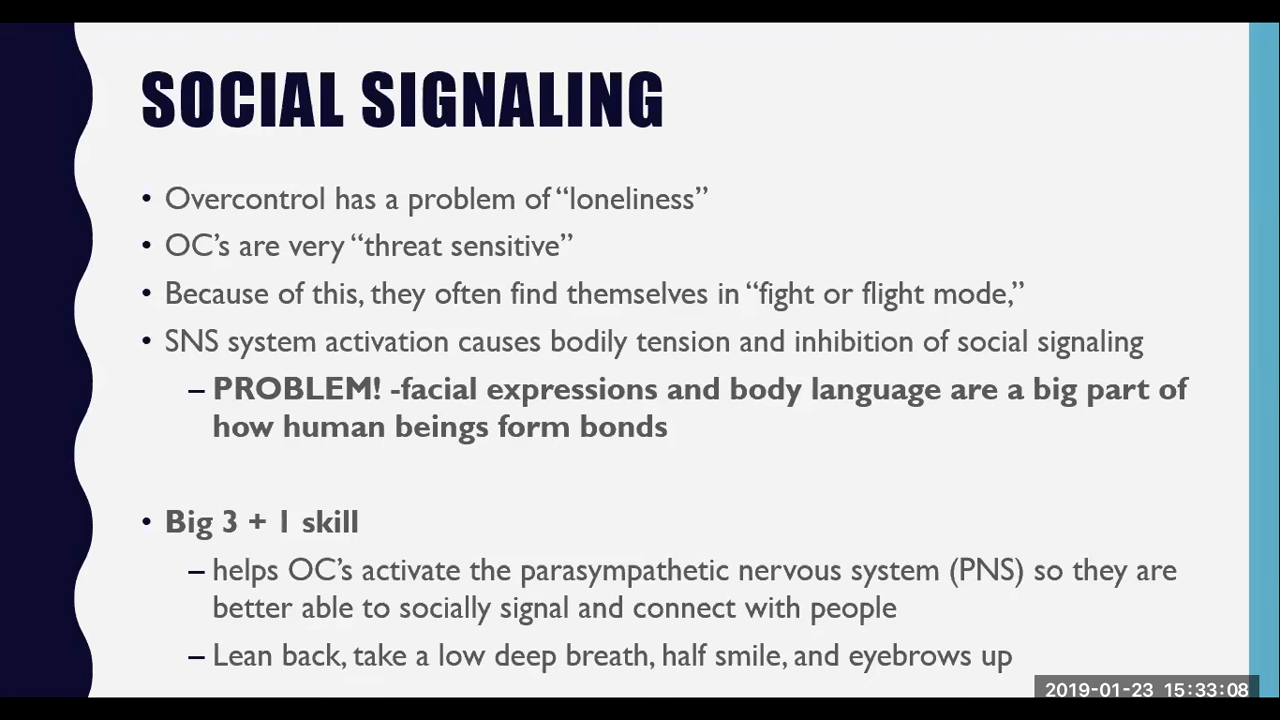 SOCIAL SIGNALING
• Overcontrol has a problem of “loneliness”
• OC’s are very “threat sensitive”
• Because of this, they often find themselves in “fight or flight mode,”
• SNS system activation causes bodily tension and inhibition of social signaling
– PROBLEM! -facial expressions and body language are a big part of
how human beings form bonds
• Big 3 + 1 skill
– helps OC’s activate the parasympathetic nervous system (PNS) so they are
better able to socially signal and connect with people
– Lean back, take a low deep breath, half smile, and eyebrows up
2019-01-23 15:33:08